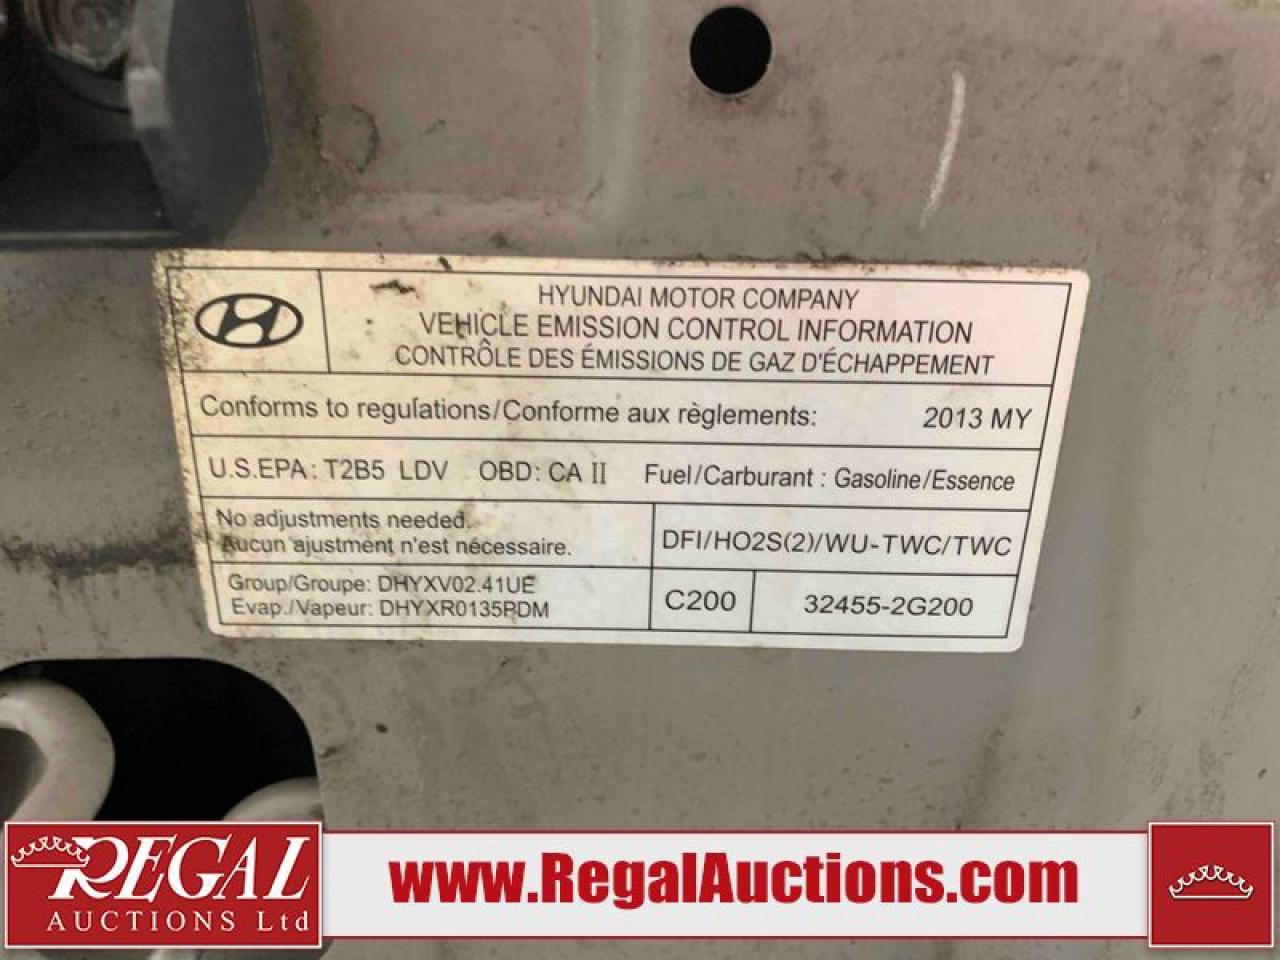 HYUNDAI MOTOR COMPANY
VEHICLE EMISSION CONTROL INFORMATION
CONTRÔLE DES ÉMISSIONS DE GAZ D'ÉCHAPPEMENT
Conforms to regulations/Conforme aux règlements: 2013 MY
U.S.EPA: T2B5 LDV OBD: CA II Fuel/Carburant : Gasoline/Essence
No adjustments needed.
Aucun ajustment n'est nécessaire.
DFI/HO2S(2)/WU-TWC/TWC
Group/Groupe: DHYXV02.41UE
Evap./Vapeur: DHYXR0135PDM
C200
32455-2G200
REGAL
AUCTIONS Ltd
www.RegalAuctions.com